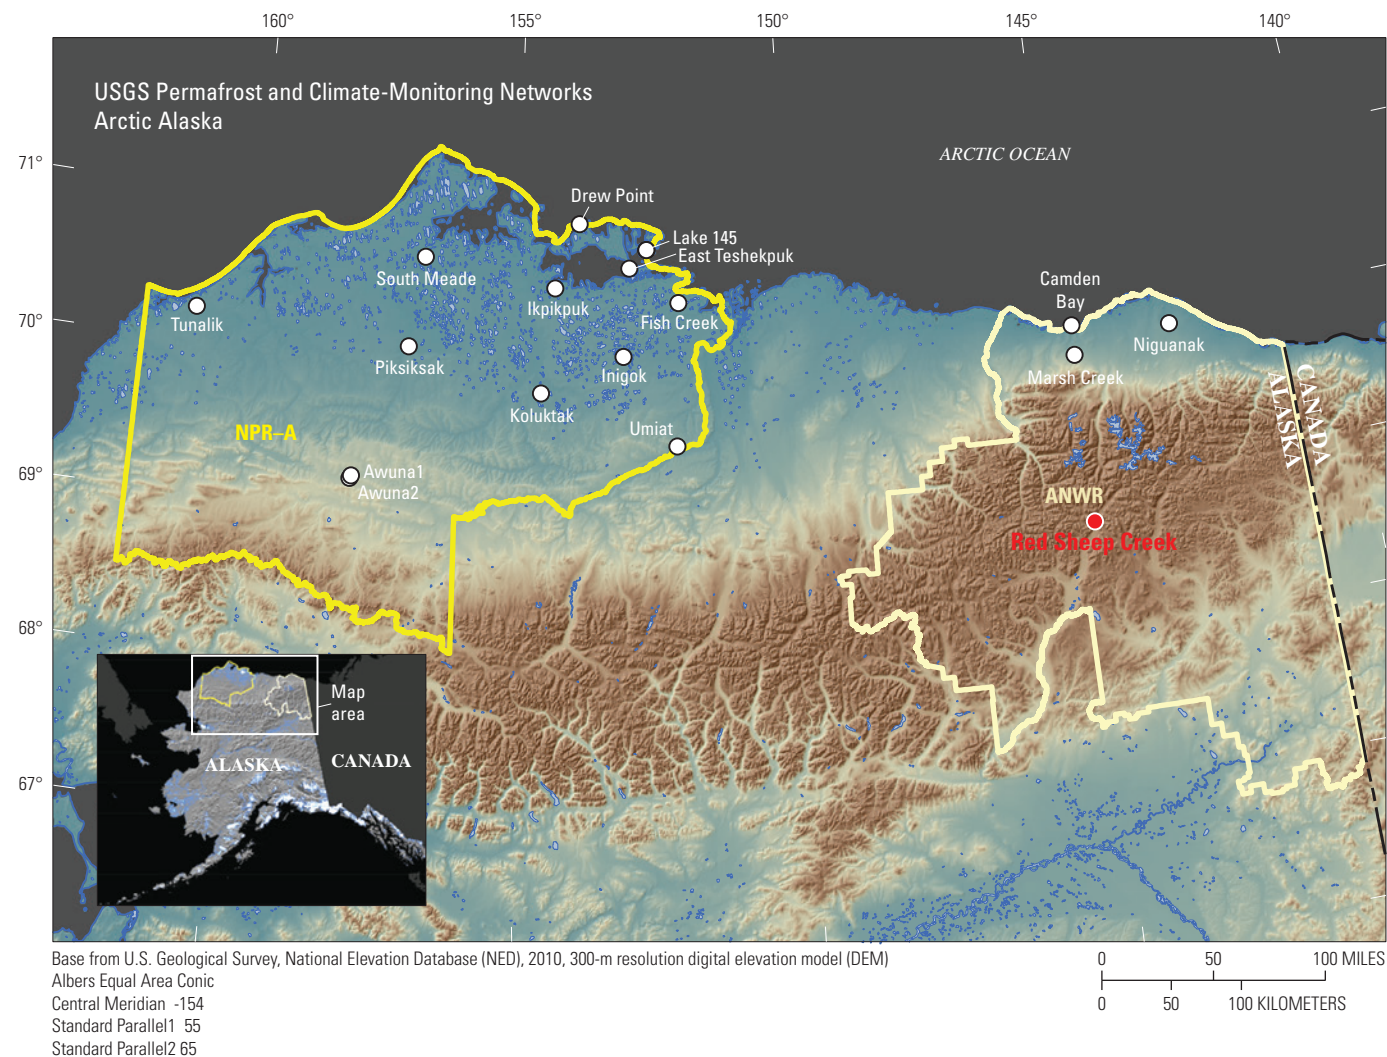 160°
155°
150°
145°
140°
USGS Permafrost and Climate-Monitoring Networks
Arctic Alaska
ARCTIC OCEAN
71°
70°
69°
68°
67°
Drew Point
Lake 145
East Teshekpuk
South Meade
Ikpikpuk
Fish Creek
Tunalik
Piksiksak
Inigok
Koluktak
Umiat
NPR–A
Awuna1
Awuna2
Camden
Bay
Niguanak
Marsh Creek
CANADA
ALASKA
ANWR
Red Sheep Creek
Map
area
ALASKA
CANADA
Base from U.S. Geological Survey, National Elevation Database (NED), 2010, 300-m resolution digital elevation model (DEM)
Albers Equal Area Conic
Central Meridian -154
Standard Parallel1 55
Standard Parallel2 65
0 50 100 MILES
0 50 100 KILOMETERS